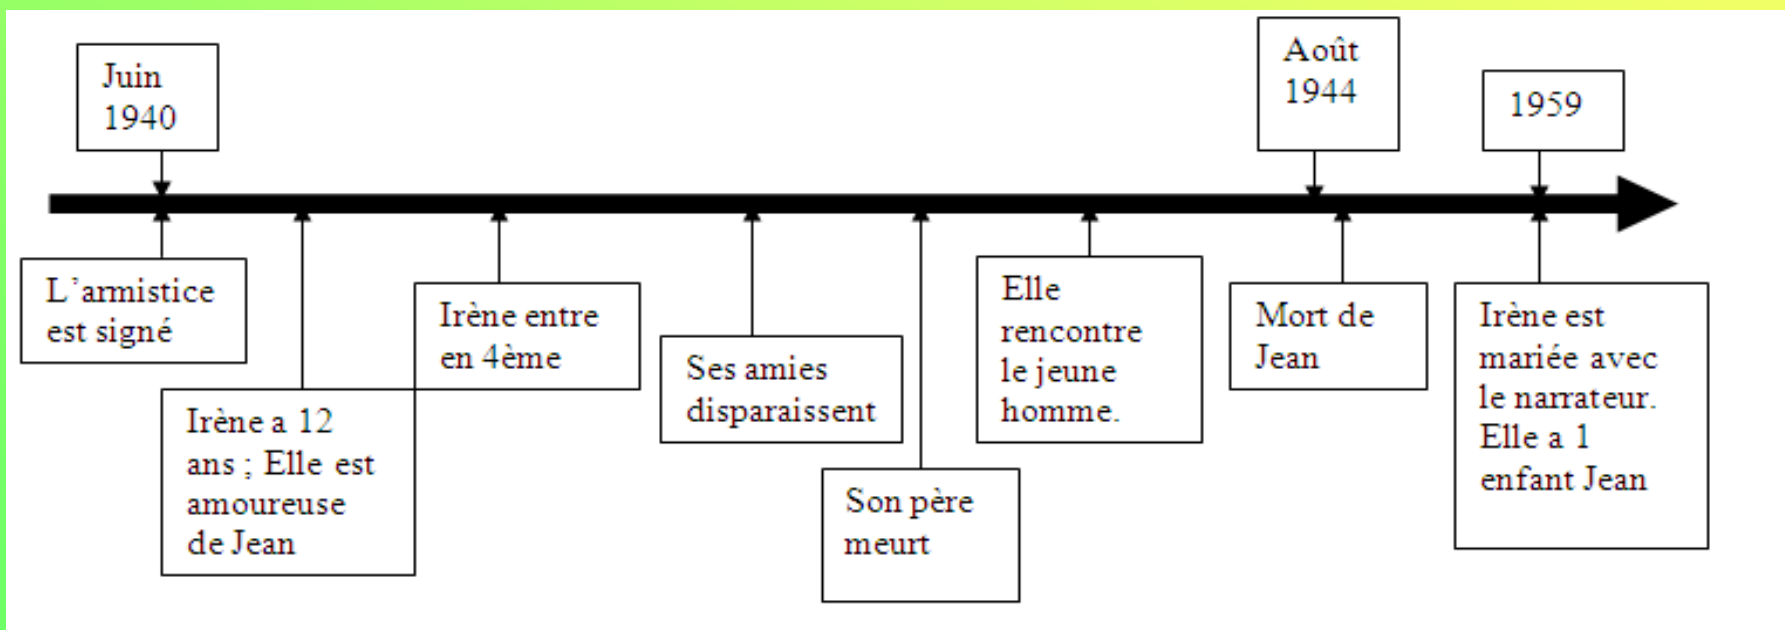 Juin
1940
Août
1944
1959
L’armistice
est signé
Irène a 12
ans ; Elle est
amoureuse
de Jean
Irène entre
en 4ème
Ses amies
disparaissent
Son père
meurt
Elle
rencontre
le jeune
homme.
Mort de
Jean
Irène est
mariée avec
le narrateur.
Elle a 1
enfant Jean